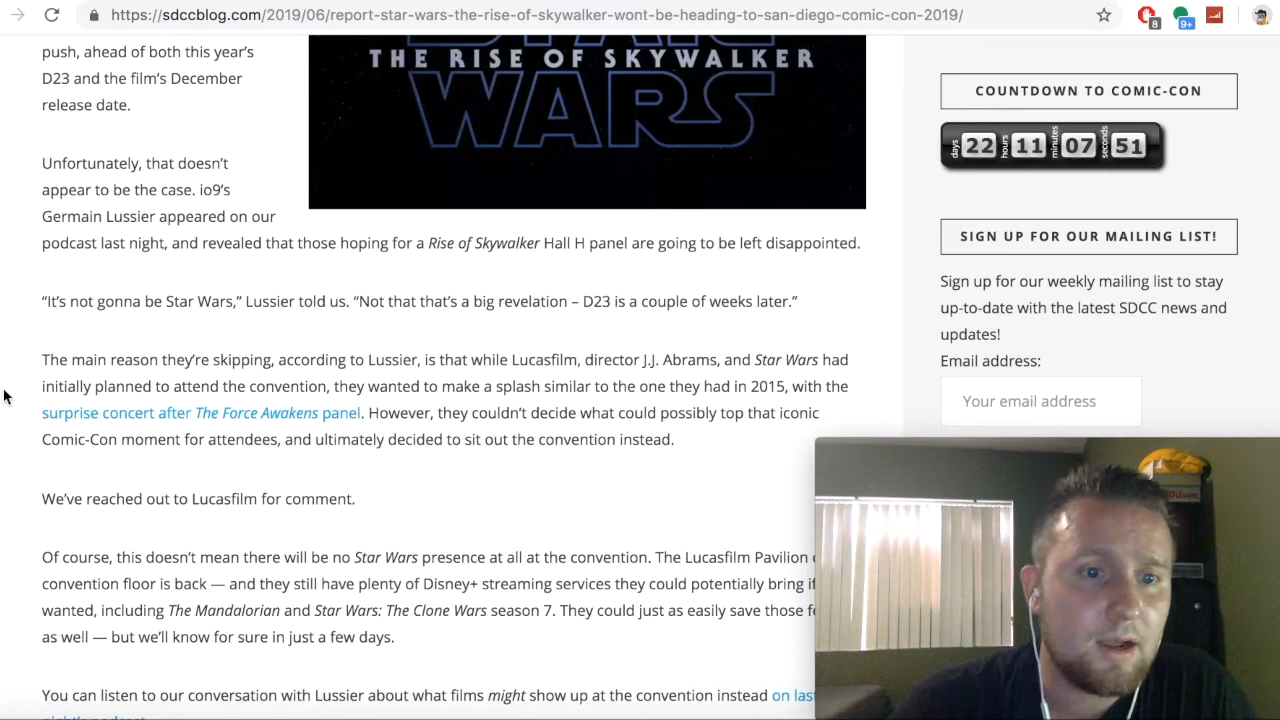 https://sdccblog.com/2019/06/report-star-wars-the-rise-of-skywalker-wont-be-heading-to-san-diego-comic-con-2019/
8
9+
push, ahead of both this year's
D23 and the film's December
release date.
STAR
THE RISE OF SKYWALKER
WARS
Unfortunately, that doesn't
appear to be the case. io9's
Germain Lussier appeared on our
podcast last night, and revealed that those hoping for a Rise of Skywalker Hall H panel are going to be left disappointed.
“It's not gonna be Star Wars,” Lussier told us. “Not that that's a big revelation – D23 is a couple of weeks later.”
The main reason they're skipping, according to Lussier, is that while Lucasfilm, director J.J. Abrams, and Star Wars had
initially planned to attend the convention, they wanted to make a splash similar to the one they had in 2015, with the
surprise concert after The Force Awakens panel. However, they couldn't decide what could possibly top that iconic
Comic-Con moment for attendees, and ultimately decided to sit out the convention instead.
We've reached out to Lucasfilm for comment.
Of course, this doesn't mean there will be no Star Wars presence at all at the convention. The Lucasfilm Pavilion
convention floor is back — and they still have plenty of Disney+ streaming services they could potentially bring if
wanted, including The Mandalorian and Star Wars: The Clone Wars season 7. They could just as easily save those
as well — but we'll know for sure in just a few days.
You can listen to our conversation with Lussier about what films might show up at the convention instead on
COUNTDOWN TO COMIC-CON
days 22 hours 11 minutes 07 seconds 51
SIGN UP FOR OUR MAILING LIST!
Sign up for our weekly mailing list to stay
up-to-date with the latest SDCC news and
updates!
Email address:
Your email address
Wilson